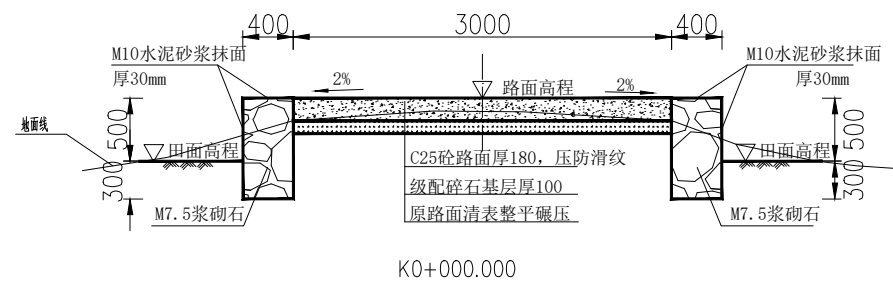 400
3000
400
M10水泥砂浆抹面
厚30mm
2%
路面高程
2%
M10水泥砂浆抹面
厚30mm
地面线
500
田面高程
田面高程
500
C25砼路面厚180，压防滑纹
300
级配碎石基层厚100
300
M7.5浆砌石
原路面清表整平碾压
M7.5浆砌石
K0+000.000